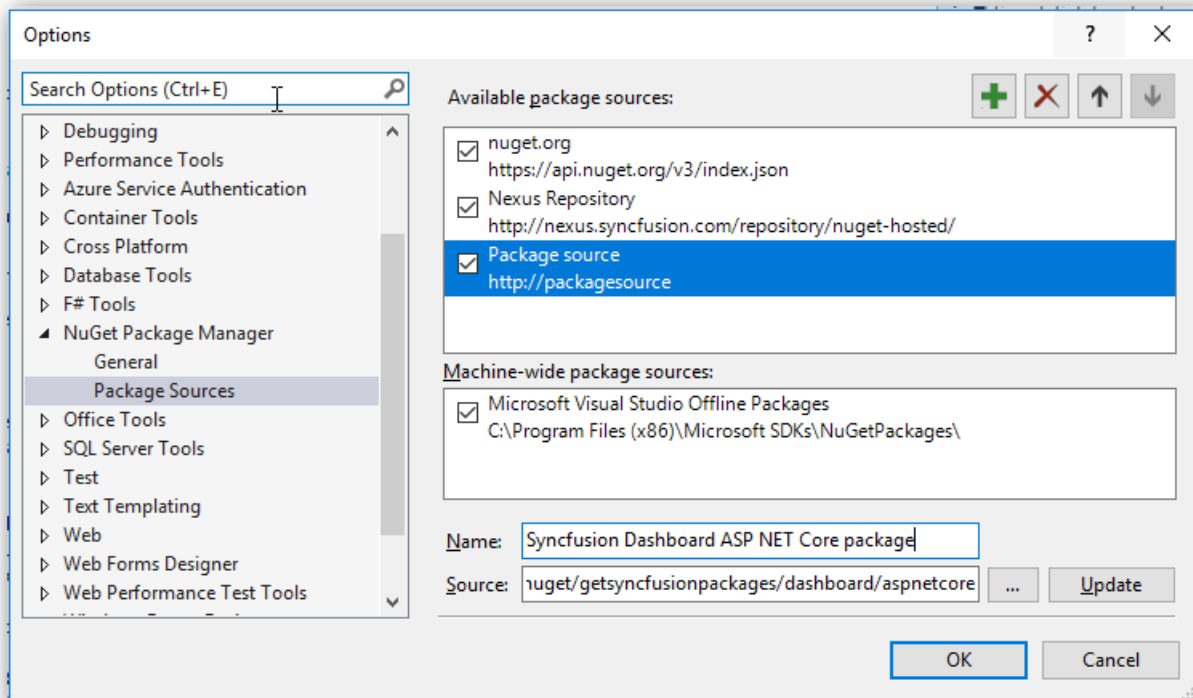 Options
?
Search Options (Ctrl+E)
Debugging
Performance Tools
Azure Service Authentication
Container Tools
Cross Platform
Database Tools
F# Tools
NuGet Package Manager
General
Package Sources
Office Tools
SQL Server Tools
Test
Text Templating
Web
Web Forms Designer
Web Performance Test Tools
Available package sources:
nuget.org
https://api.nuget.org/v3/index.json
Nexus Repository
http://nexus.syncfusion.com/repository/nuget-hosted/
Package source
http://packagesource
Machine-wide package sources:
Microsoft Visual Studio Offline Packages
C:\Program Files (x86)\Microsoft SDKs\NuGetPackages\
Name: Syncfusion Dashboard ASP NET Core package
Source: nuget/getsyncfusionpackages/dashboard/aspnetcore ... Update
OK Cancel